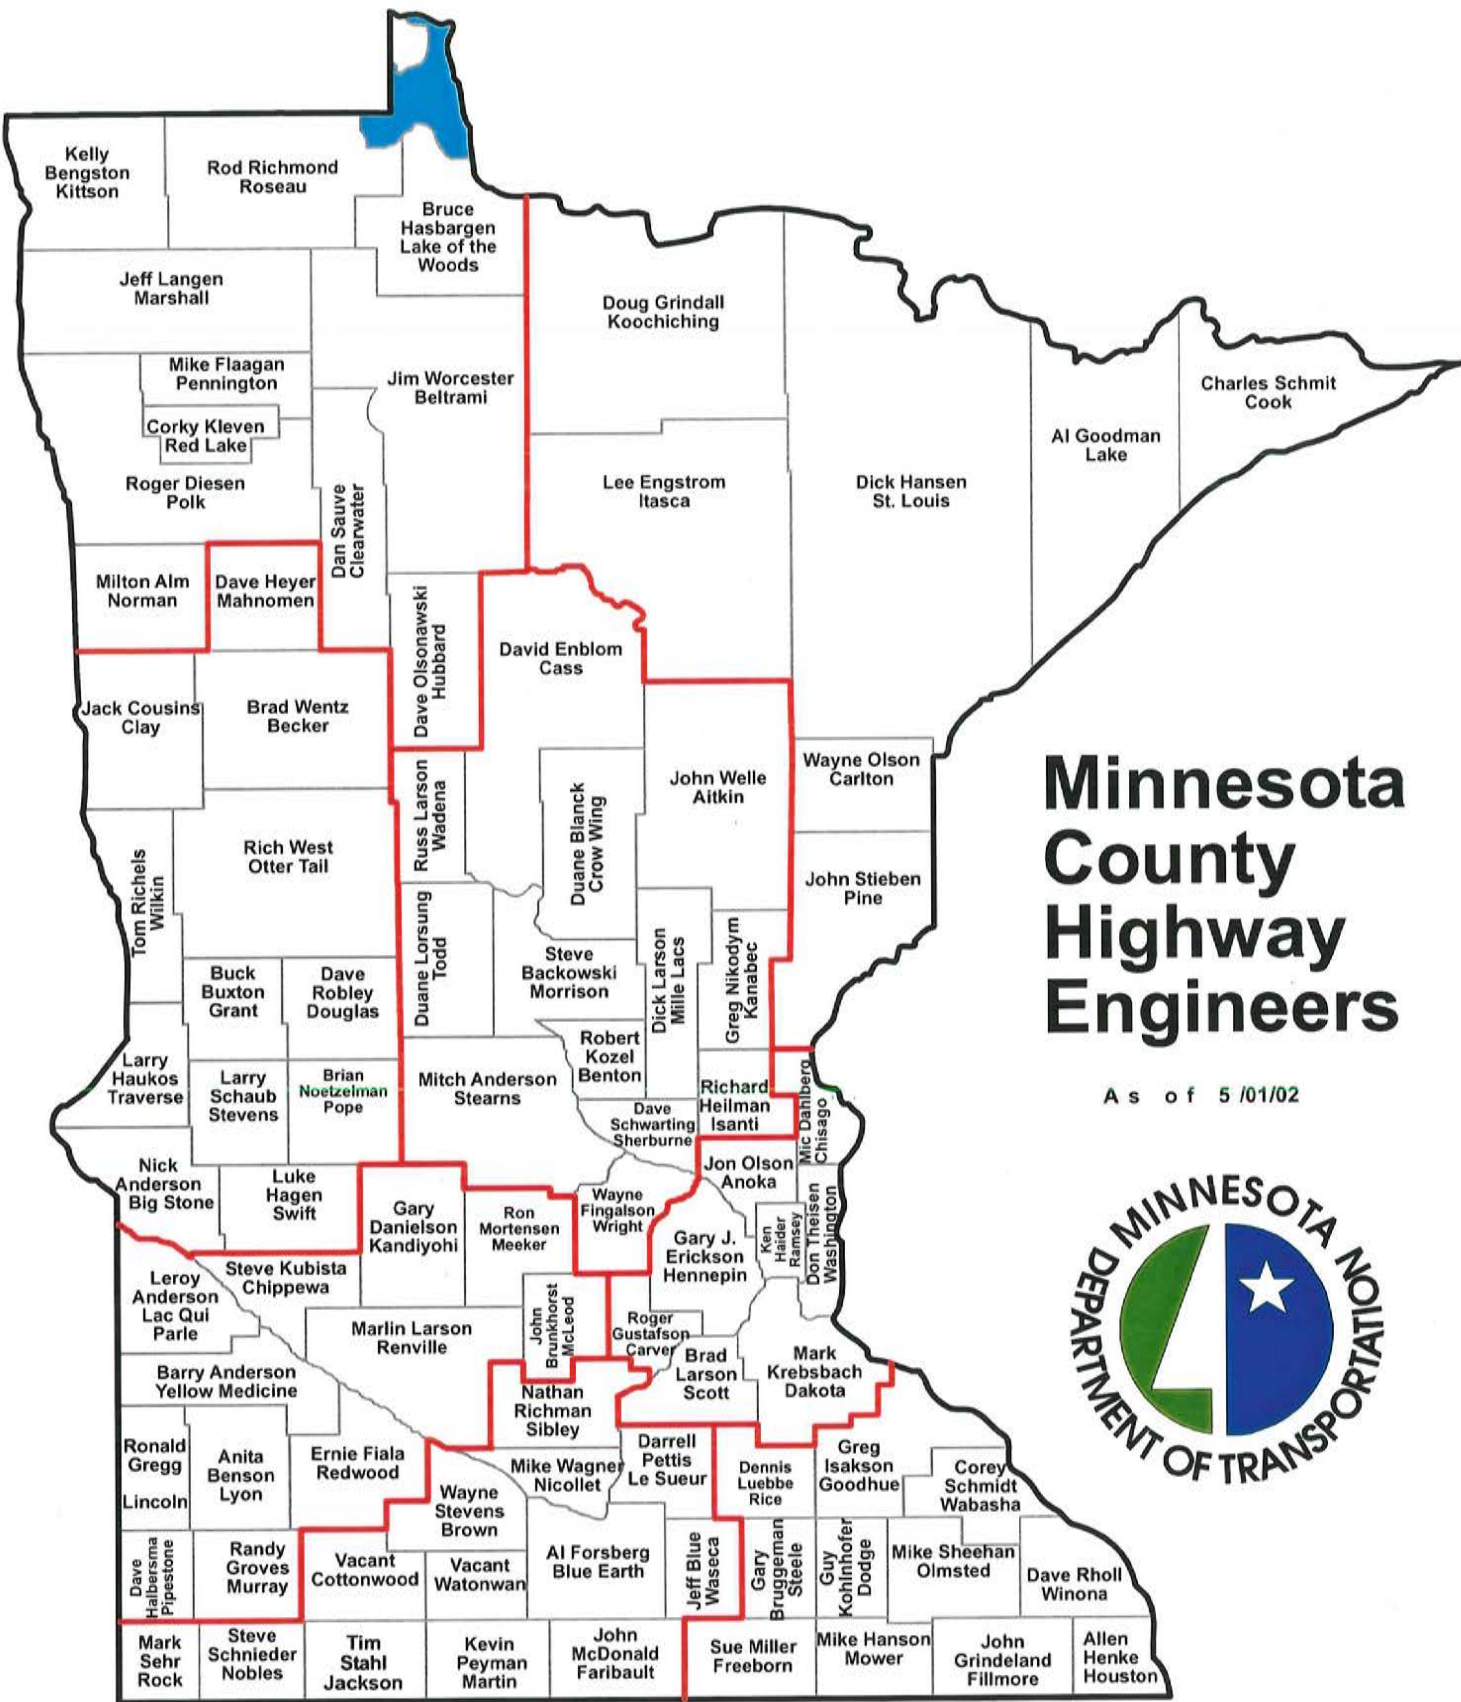 Kelly
Bengston
Kittson
Rod Richmond
Roseau
Bruce
Hasbargen
Lake of the
Woods
Jeff Langen
Marshall
Doug Grindall
Koochiching
Mike Flaagan
Pennington
Jim Worcester
Beltrami
Charles Schmit
Cook
Corky Kleven
Red Lake
Al Goodman
Lake
Roger Diesen
Polk
Dan Sauve
Clearwater
Lee Engstrom
Itasca
Dick Hansen
St. Louis
Milton Alm
Norman
Dave Heyer
Mahnomen
Dave Olsonawski
Hubbard
David Enblom
Cass
Jack Cousins
Clay
Brad Wentz
Becker
Russ Larson
Wadena
Duane Blanck
Crow Wing
John Welle
Aitkin
Wayne Olson
Carlton
Minnesota
County
Highway
Engineers
As of 5/01/02
Tom Richels
Wilkin
Rich West
Otter Tail
John Stieben
Pine
Duane Lorsung
Todd
Steve
Backowski
Morrison
Dick Larson
Mille Lacs
Greg Nikodym
Kanabec
Buck
Buxton
Grant
Dave
Robley
Douglas
Larry
Haukos
Traverse
Larry
Schaub
Stevens
Brian
Noetzelman
Pope
Mitch Anderson
Stearns
Robert
Kozel
Benton
Dave
Schwarting
Sherburne
Richard
Heilman
Isanti
Mic Dahlberg
Chisago
Nick
Anderson
Big Stone
Luke
Hagen
Swift
Gary
Danielson
Kandiyohi
Ron
Mortensen
Meeker
Wayne
Fingalson
Wright
Jon Olson
Anoka
Ken
Haider
Ramsey
Don Theisen
Washington
Gary J.
Erickson
Hennepin
MINNESOTA
DEPARTMENT OF TRANSPORTATION
Leroy
Anderson
Lac Qui
Parle
Steve Kubista
Chippewa
Marlin Larson
Renville
John
Brunkhorst
McLeod
Roger
Gustafson
Carver
Brad
Larson
Scott
Mark
Krebsbach
Dakota
Barry Anderson
Yellow Medicine
Nathan
Richman
Sibley
Ronald
Gregg
Lincoln
Anita
Benson
Lyon
Ernie Fiala
Redwood
Wayne
Stevens
Brown
Mike Wagner
Nicollet
Darrell
Pettis
Le Sueur
Dennis
Luebbe
Rice
Greg
Isakson
Goodhue
Corey
Schmidt
Wabasha
Dave
Halbersma
Pipestone
Randy
Groves
Murray
Vacant
Cottonwood
Vacant
Watonwan
Al Forsberg
Blue Earth
Jeff Blue
Waseca
Gary
Bruggeman
Steele
Guy
Kohlnhofer
Dodge
Mike Sheehan
Olmsted
Dave Rholl
Winona
Mark
Sehr
Rock
Steve
Schnieder
Nobles
Tim
Stahl
Jackson
Kevin
Peyman
Martin
John
McDonald
Faribault
Sue Miller
Freeborn
Mike Hanson
Mower
John
Grindeland
Fillmore
Allen
Henke
Houston